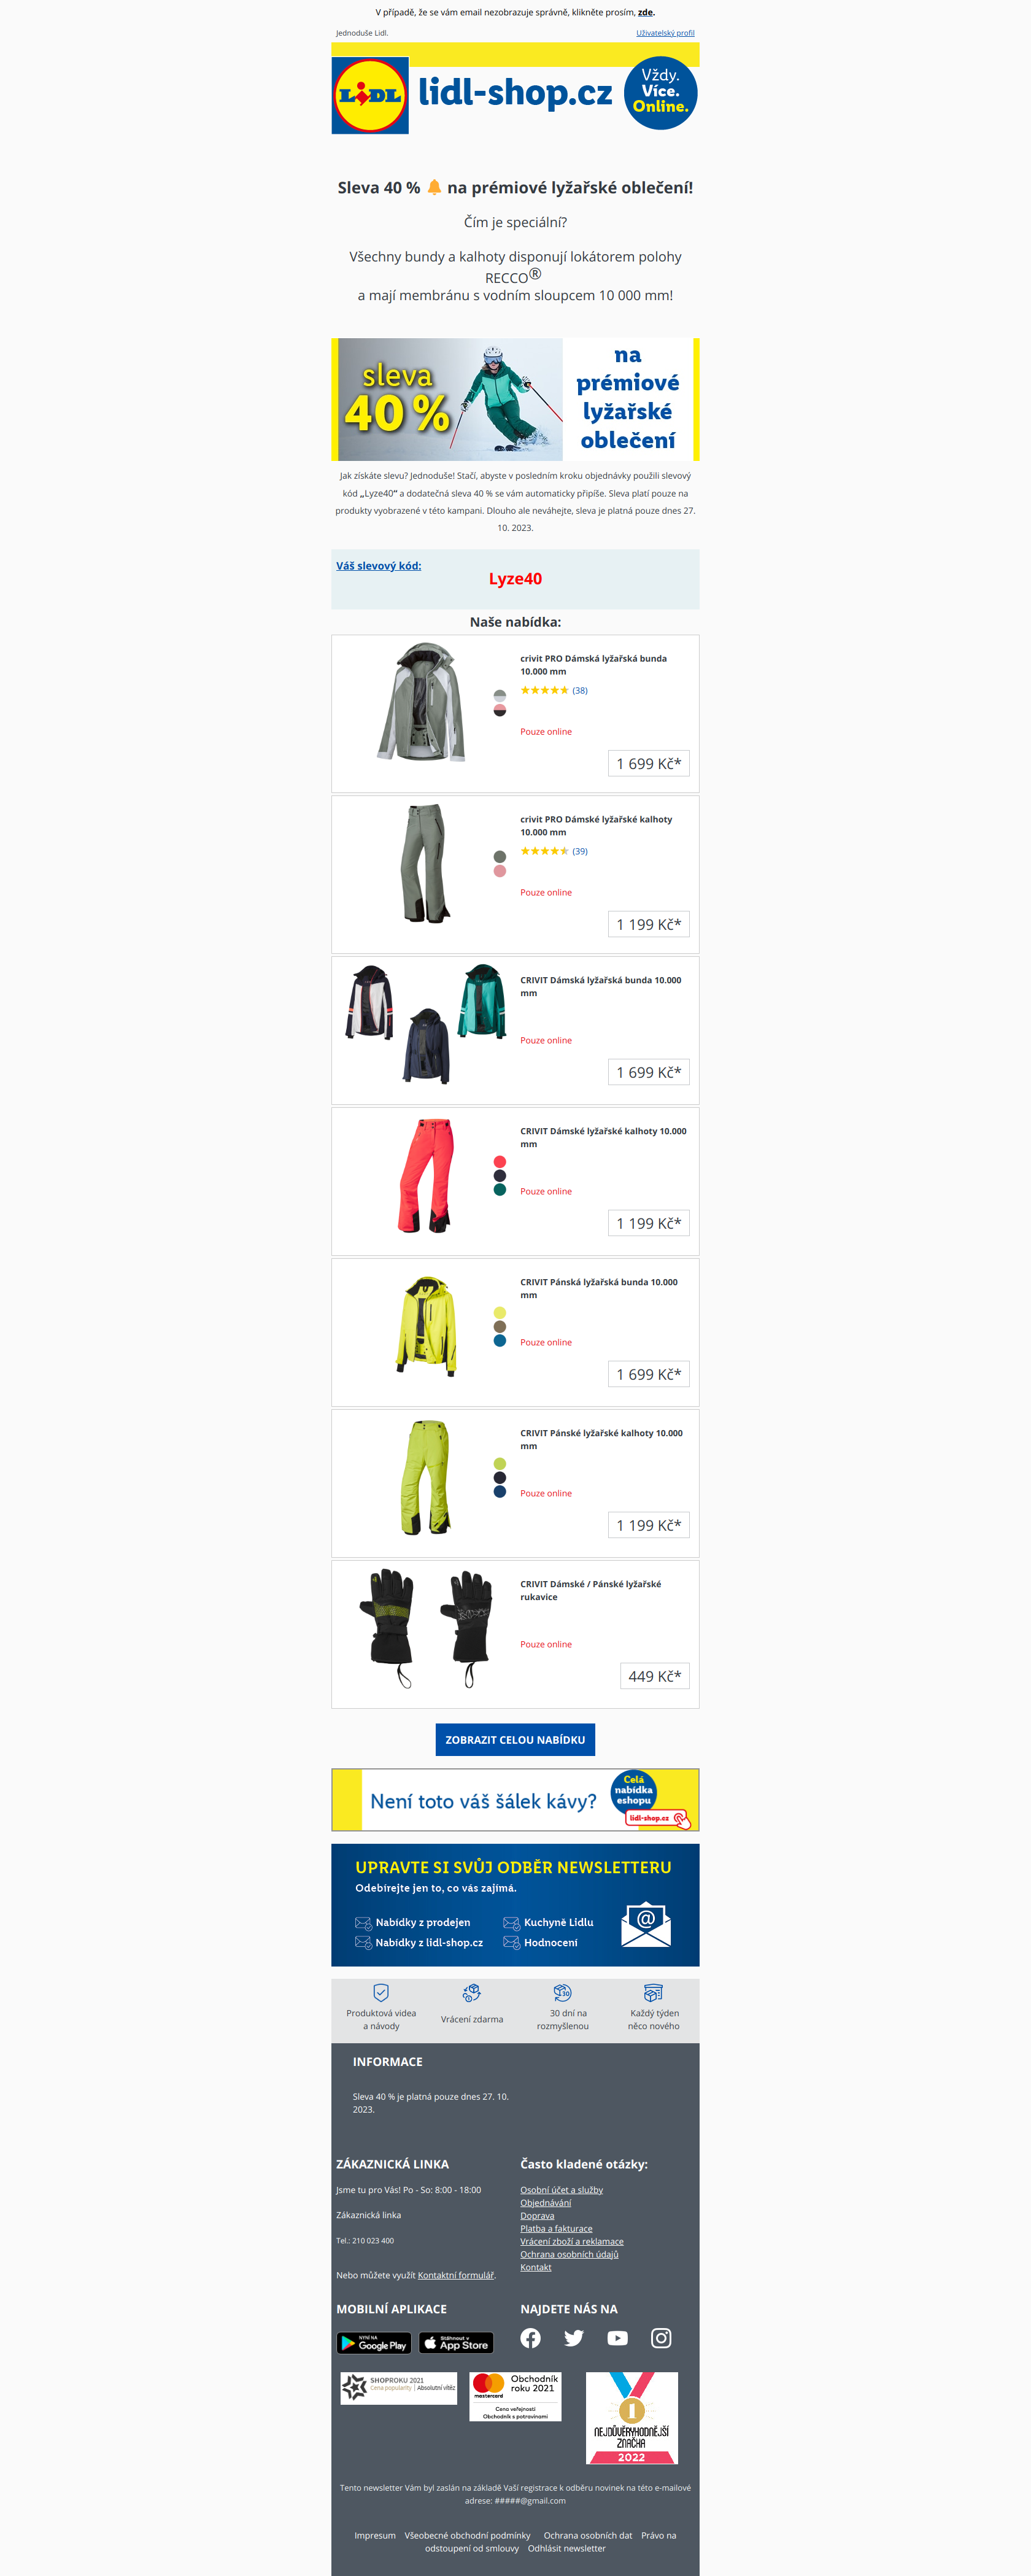 V případě, že se vám email nezobrazuje správně, klikněte prosím, zde.
Jednoduše Lidl.
Uživatelský profil
LIDL
lidl-shop.cz
Vždy.
Více.
Online.
Sleva 40 % 🔔 na prémiové lyžařské oblečení!
Čím je speciální?
Všechny bundy a kalhoty disponují lokátorem polohy
RECCO®
a mají membránu s vodním sloupcem 10 000 mm!
sleva
40 %
na
prémiové
lyžařské
oblečení
Jak získáte slevu? Jednoduše! Stačí, abyste v posledním kroku objednávky použili slevový
kód „Lyze40“ a dodatečná sleva 40 % se vám automaticky připíše. Sleva platí pouze na
produkty vyobrazené v této kampani. Dlouho ale neváhejte, sleva je platná pouze dnes 27.
10. 2023.
Váš slevový kód:
Lyze40
Naše nabídka:
crivit PRO Dámská lyžařská bunda
10.000 mm
★★★★★ (38)
Pouze online
1 699 Kč*
crivit PRO Dámské lyžařské kalhoty
10.000 mm
★★★★★ (39)
Pouze online
1 199 Kč*
CRIVIT Dámská lyžařská bunda 10.000
mm
Pouze online
1 699 Kč*
CRIVIT Dámské lyžařské kalhoty 10.000
mm
Pouze online
1 199 Kč*
CRIVIT Pánská lyžařská bunda 10.000
mm
Pouze online
1 699 Kč*
CRIVIT Pánské lyžařské kalhoty 10.000
mm
Pouze online
1 199 Kč*
CRIVIT Dámské / Pánské lyžařské
rukavice
Pouze online
449 Kč*
ZOBRAZIT CELOU NABÍDKU
Není toto váš šálek kávy?
Celá
nabídka
eshopu
lidl-shop.cz
UPRAVTE SI SVŮJ ODBĚR NEWSLETTERU
Odebírejte jen to, co vás zajímá.
Nabídky z prodejen
Kuchyně Lidlu
Nabídky z lidl-shop.cz
Hodnocení
Produktová videa
a návody
Vrácení zdarma
30
30 dní na
rozmyšlenou
Každý týden
něco nového
INFORMACE
Sleva 40 % je platná pouze dnes 27. 10.
2023.
ZÁKAZNICKÁ LINKA
Jsme tu pro Vás! Po - So: 8:00 - 18:00
Zákaznická linka
Tel.: 210 023 400
Nebo můžete využít Kontaktní formulář.
Často kladené otázky:
Osobní účet a služby
Objednávání
Doprava
Platba a fakturace
Vrácení zboží a reklamace
Ochrana osobních údajů
Kontakt
MOBILNÍ APLIKACE
NYNÍ NA
Google Play
Stáhnout v
App Store
NAJDETE NÁS NA
SHOPROKU 2021
Cena popularity | Absolutní vítěz
mastercard
Obchodník
roku 2021
Cena veřejnosti
Obchodník s potravinami
1
NEJDŮVĚRYHODNĚJŠÍ
ZNAČKA
2022
Tento newsletter Vám byl zaslán na základě Vaší registrace k odběru novinek na této e-mailové
adrese: #####@gmail.com
Impresum Všeobecné obchodní podmínky Ochrana osobních dat Právo na
odstoupení od smlouvy Odhlásit newsletter